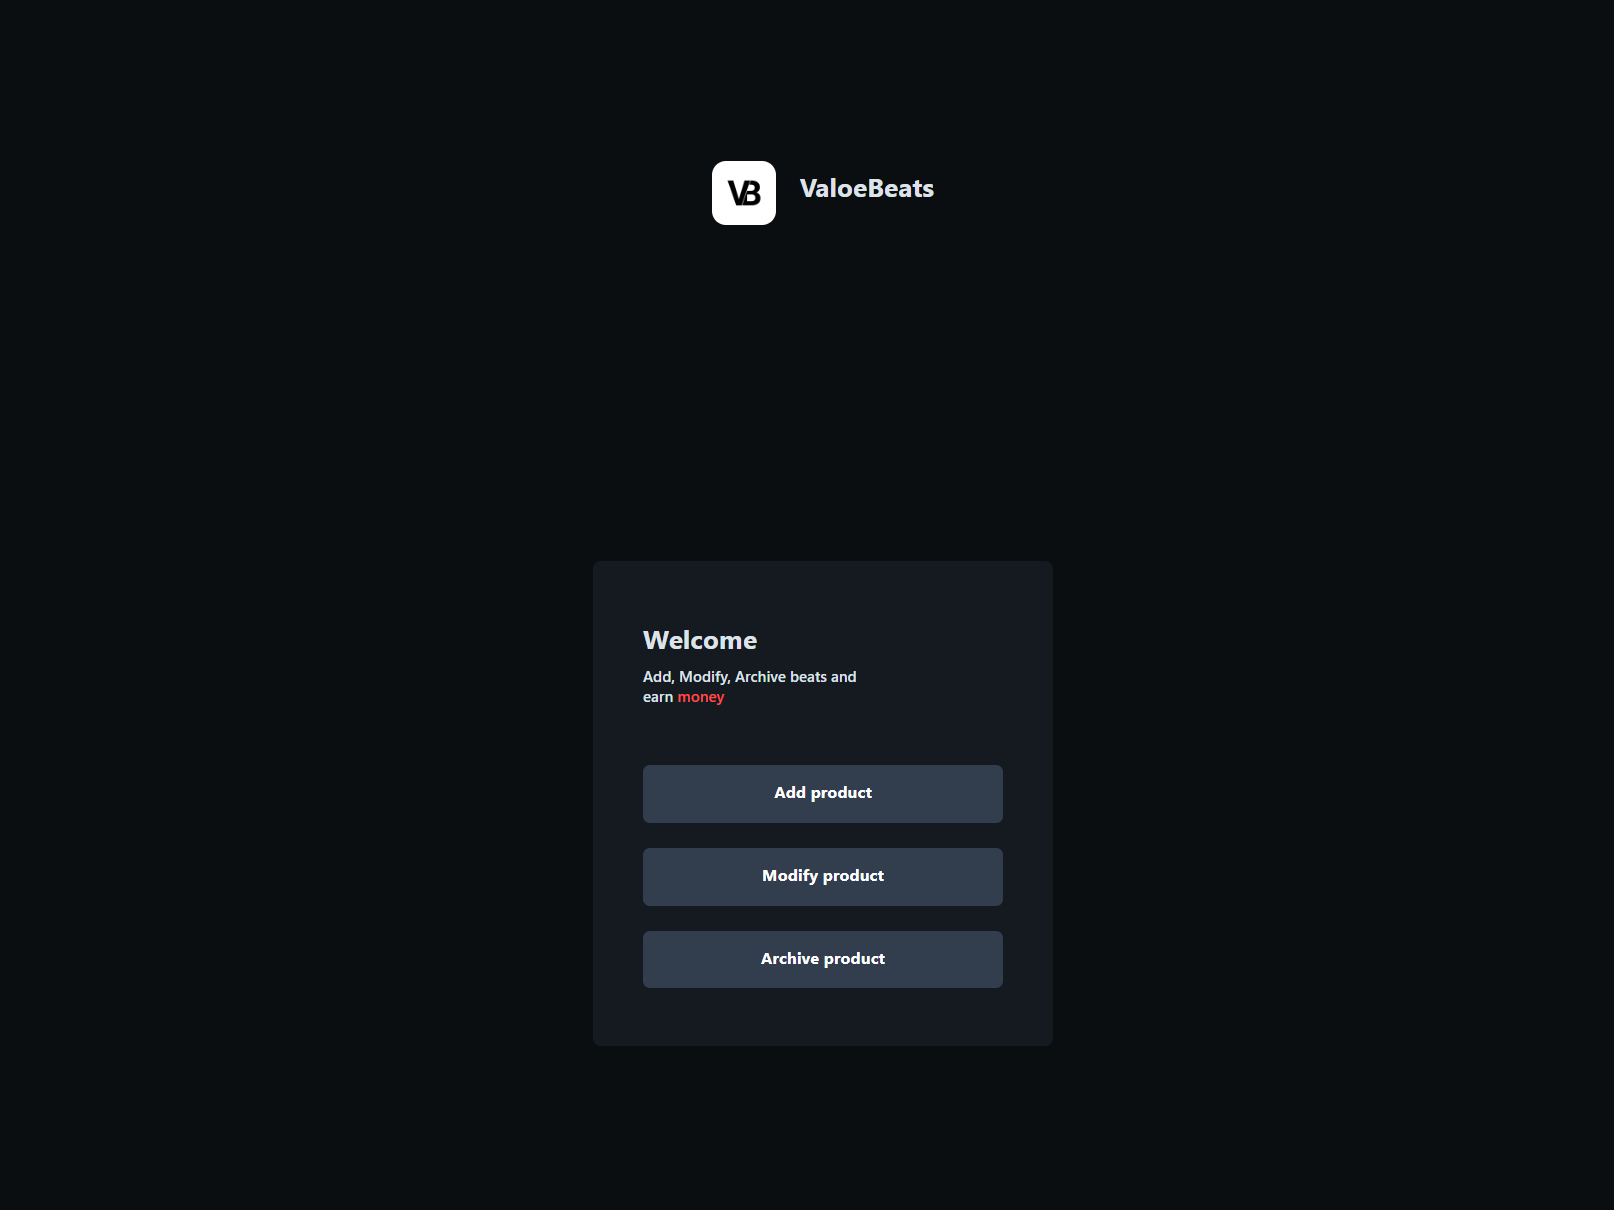 VB
ValoeBeats
Welcome
Add, Modify, Archive beats and
earn money
Add product
Modify product
Archive product